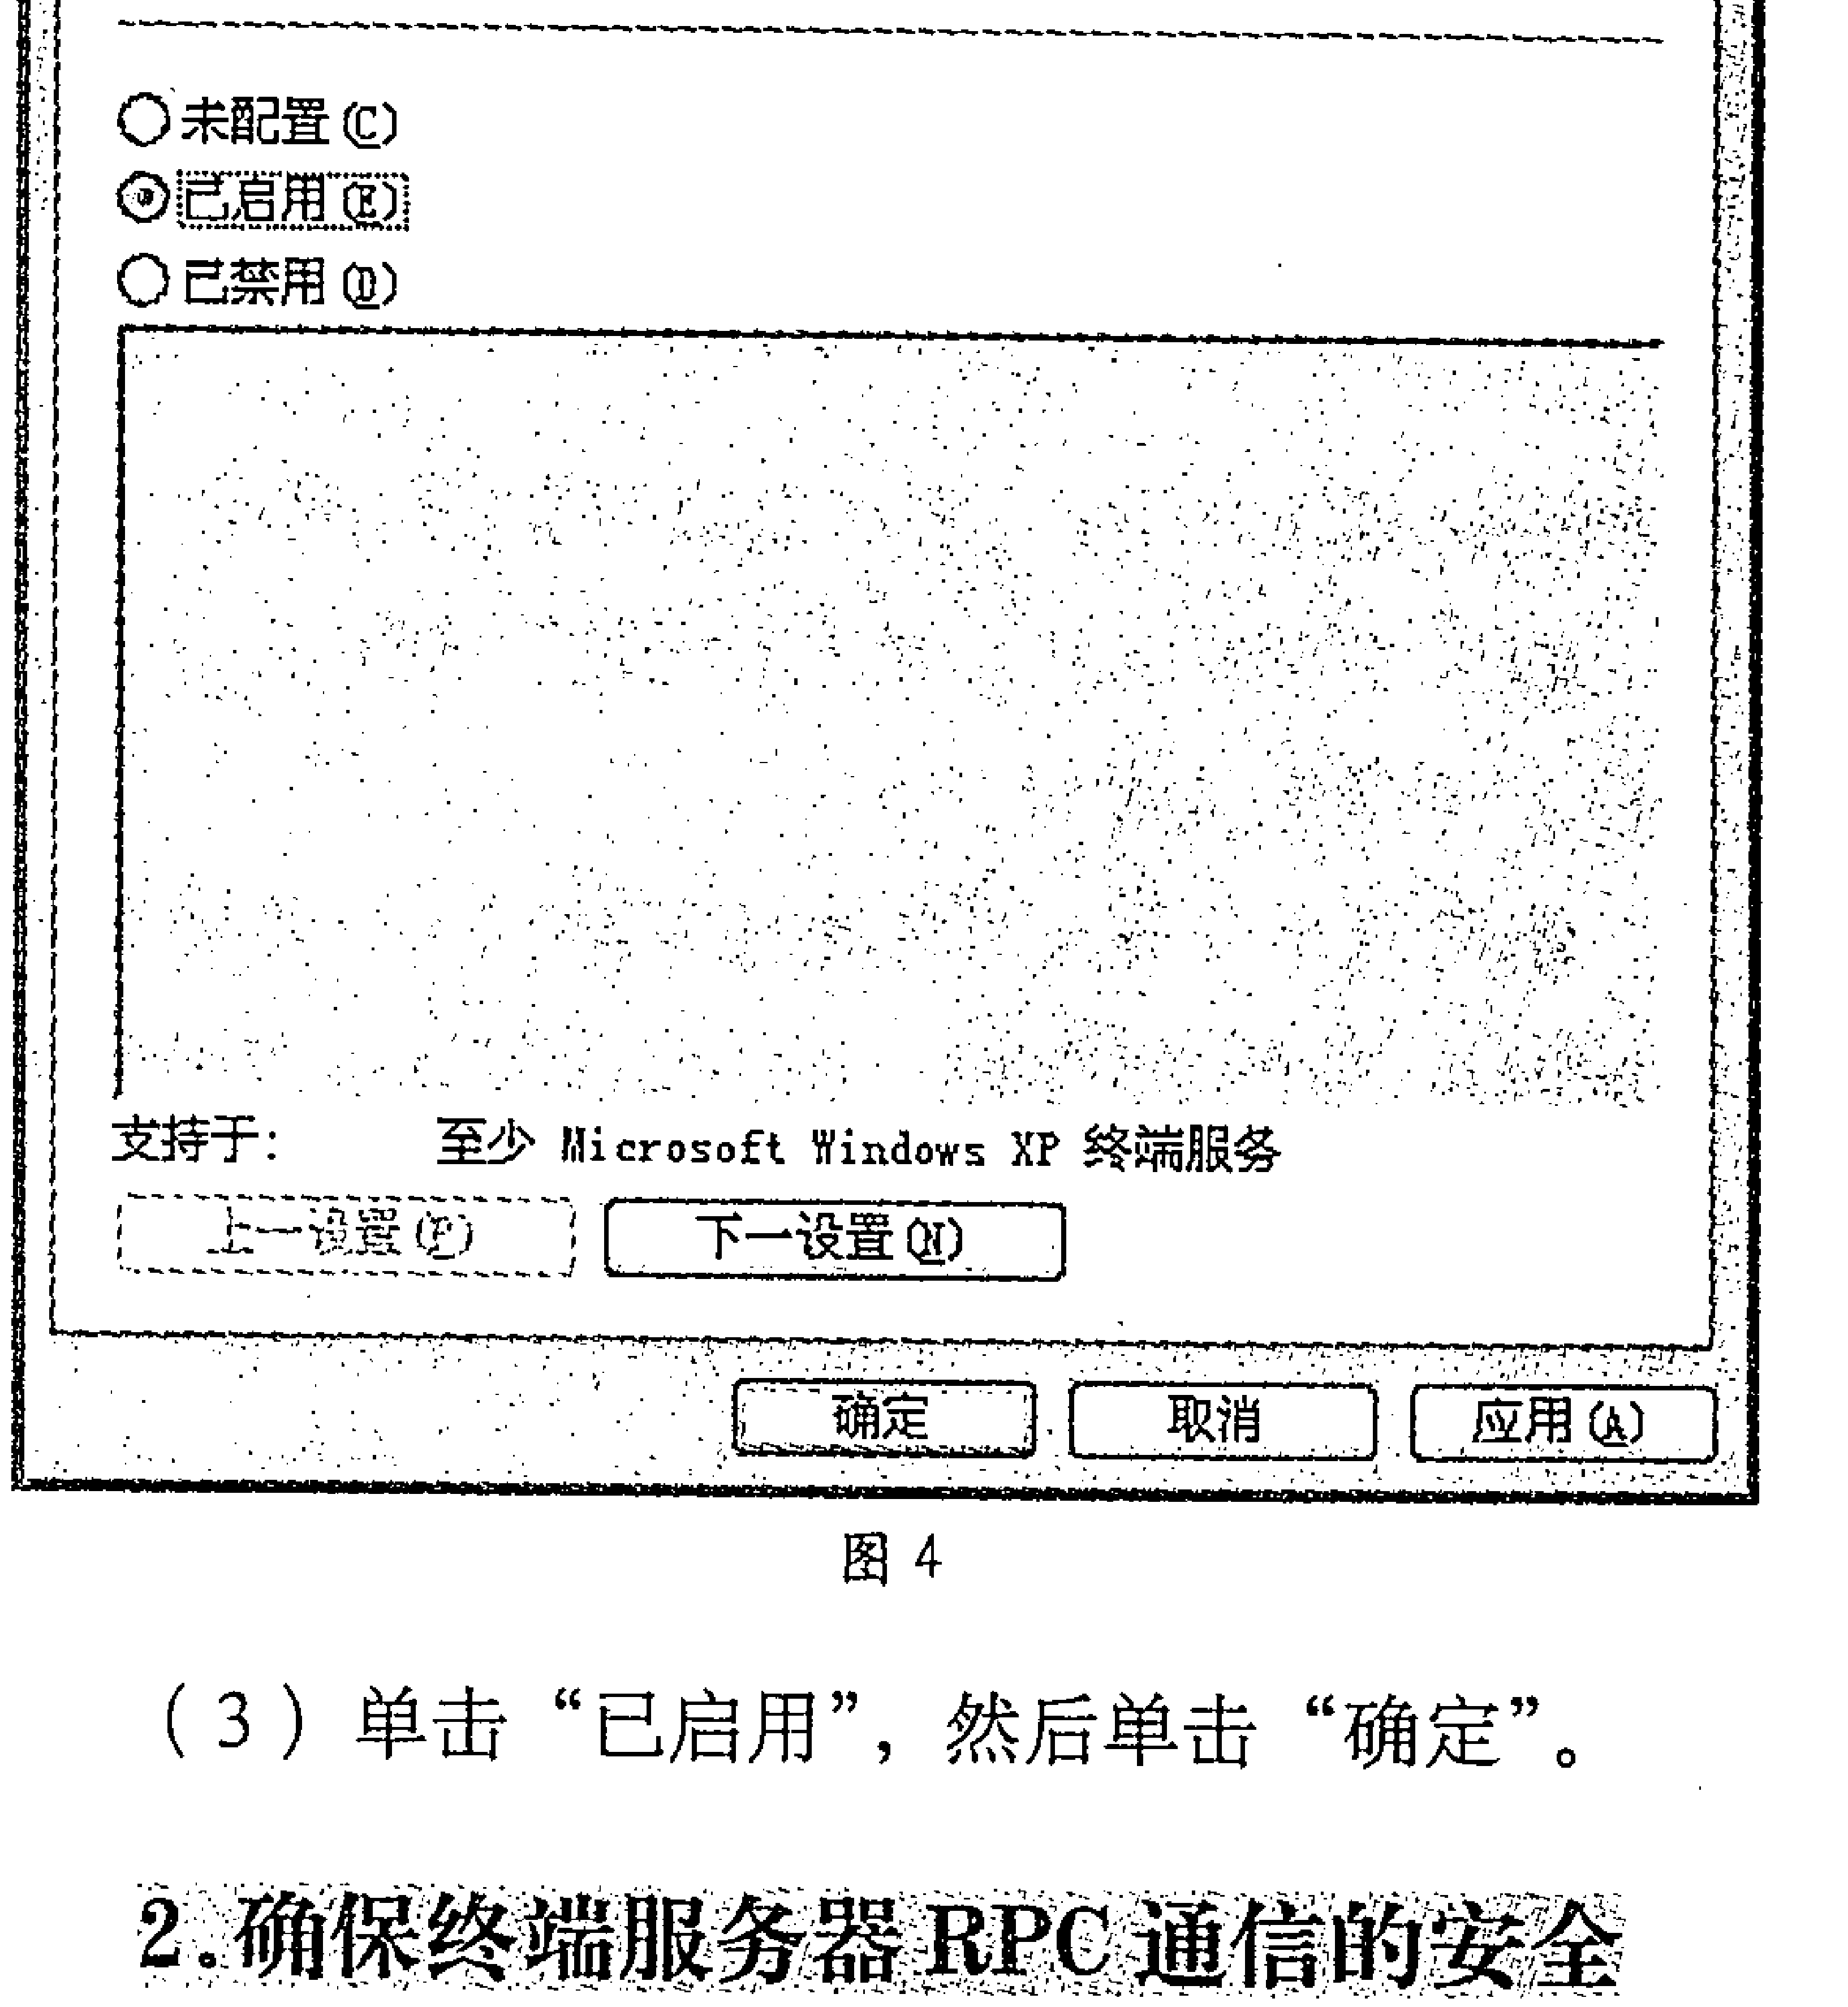 未配置(C)
已启用(E)
已禁用(D)
支持于: 至少 Microsoft Windows XP 终端服务
上一设置(P) 下一设置(N)
确定 取消 应用(A)
图 4
（3）单击“已启用”，然后单击“确定”。
2.确保终端服务器RPC通信的安全